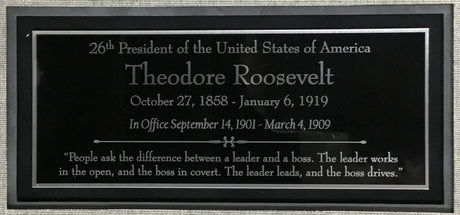 26th President of the United States of America
Theodore Roosevelt
October 27, 1858 - January 6, 1919
In Office September 14, 1901 - March 4, 1909
“People ask the difference between a leader and a boss. The leader works
in the open, and the boss in covert. The leader leads, and the boss drives.”